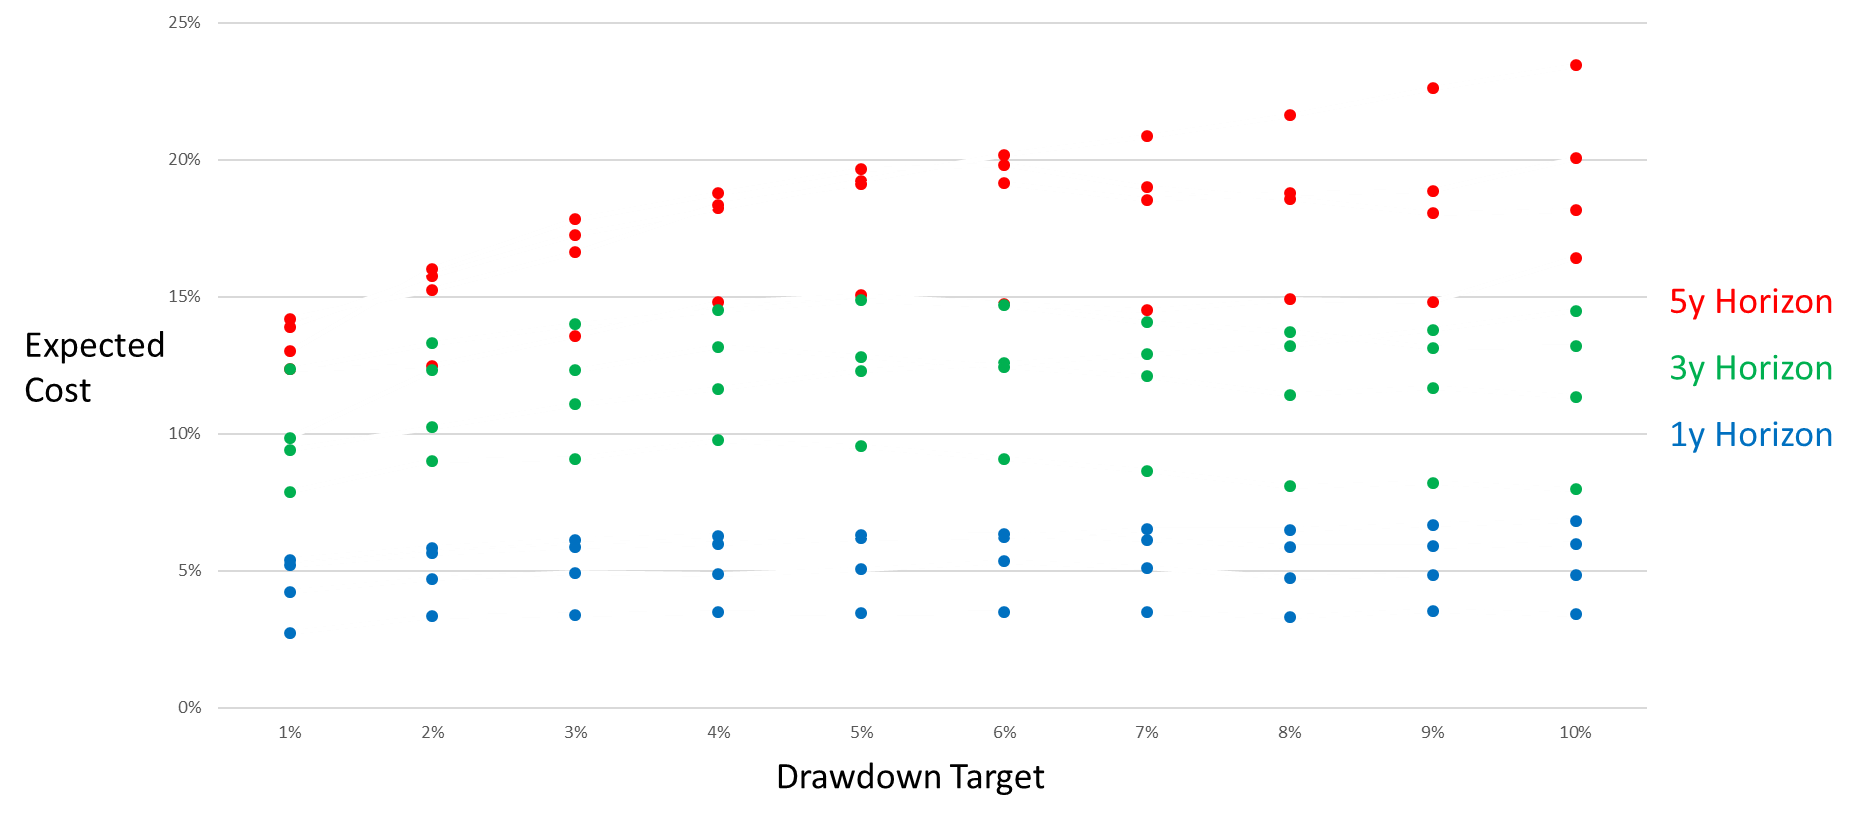 25%
20%
15%
10%
5%
0%
Expected
Cost
5y Horizon
3y Horizon
1y Horizon
1% 2% 3% 4% 5% 6% 7% 8% 9% 10%
Drawdown Target